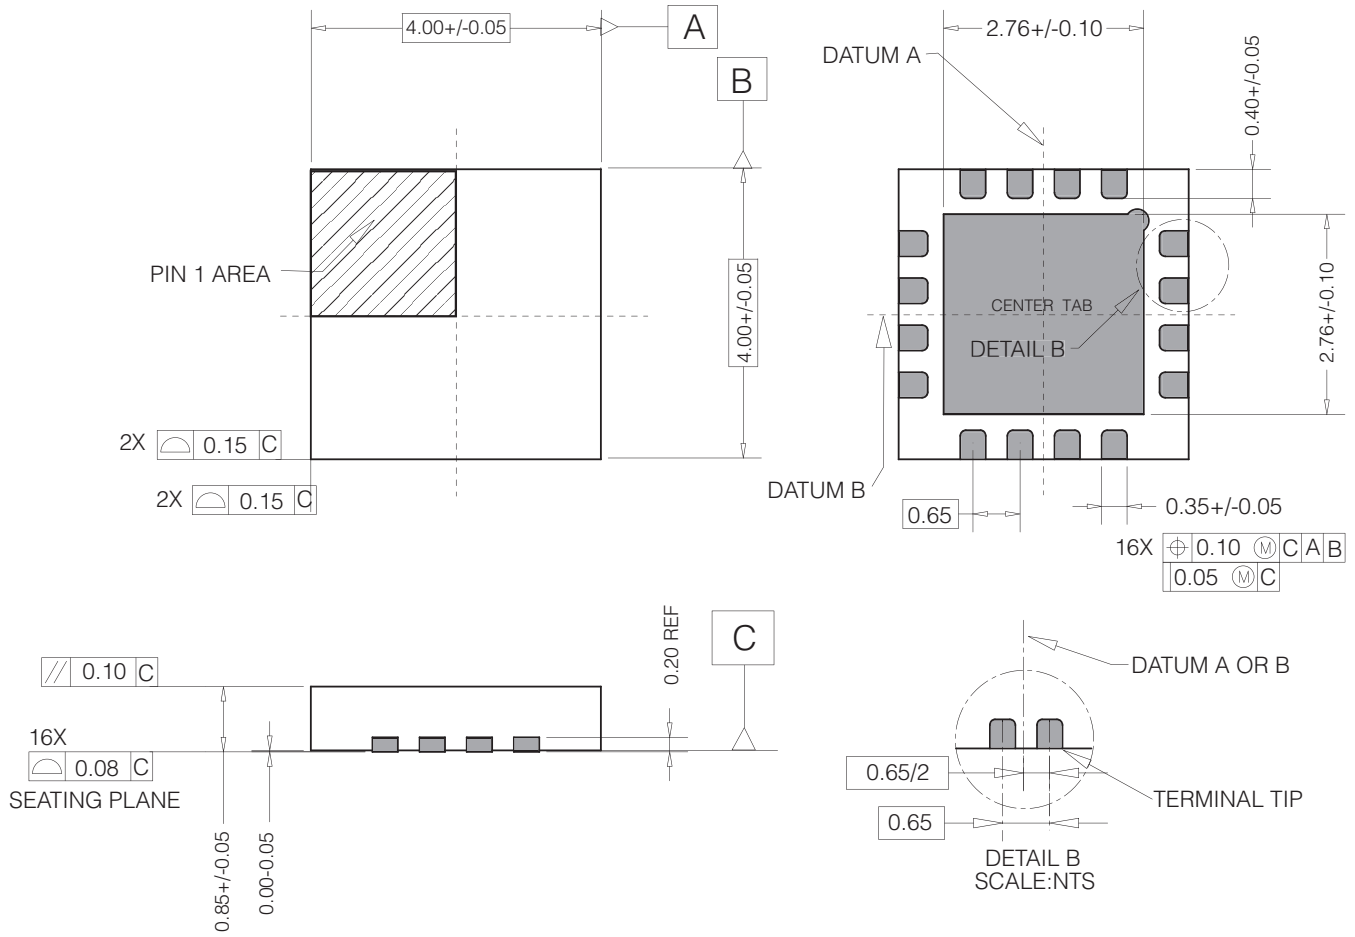 4.00+/-0.05
A
B
4.00+/-0.05
PIN 1 AREA
2X ⌓ 0.15 C
2X ⌓ 0.15 C
2.76+/-0.10
DATUM A
0.40+/-0.05
CENTER TAB
DETAIL B
2.76+/-0.10
DATUM B
0.65
0.35+/-0.05
16X ⌖ 0.10 Ⓜ C A B
0.05 Ⓜ C
// 0.10 C
16X
⌓ 0.08 C
SEATING PLANE
0.85+/-0.05
0.00-0.05
0.20 REF
C
DATUM A OR B
0.65/2
TERMINAL TIP
0.65
DETAIL B
SCALE:NTS